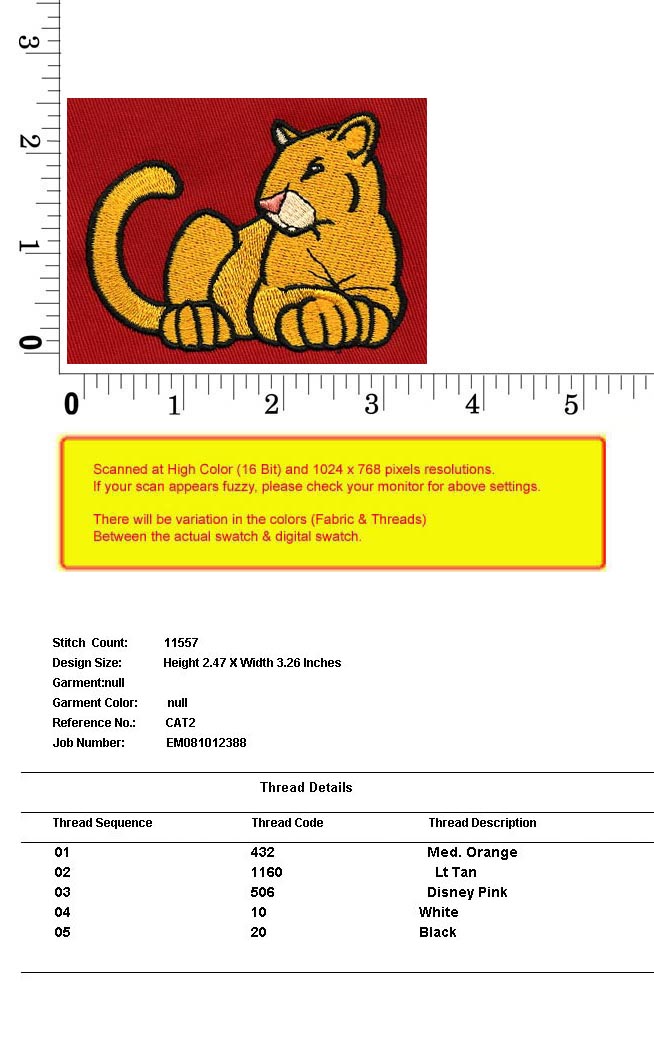 3
2
1
0
0 1 2 3 4 5
Scanned at High Color (16 Bit) and 1024 x 768 pixels resolutions.
If your scan appears fuzzy, please check your monitor for above settings.
There will be variation in the colors (Fabric & Threads)
Between the actual swatch & digital swatch.
Stitch Count: 11557
Design Size: Height 2.47 X Width 3.26 Inches
Garment:null
Garment Color: null
Reference No.: CAT2
Job Number: EM081012388
Thread Details
Thread Sequence Thread Code Thread Description
01 432 Med. Orange
02 1160 Lt Tan
03 506 Disney Pink
04 10 White
05 20 Black